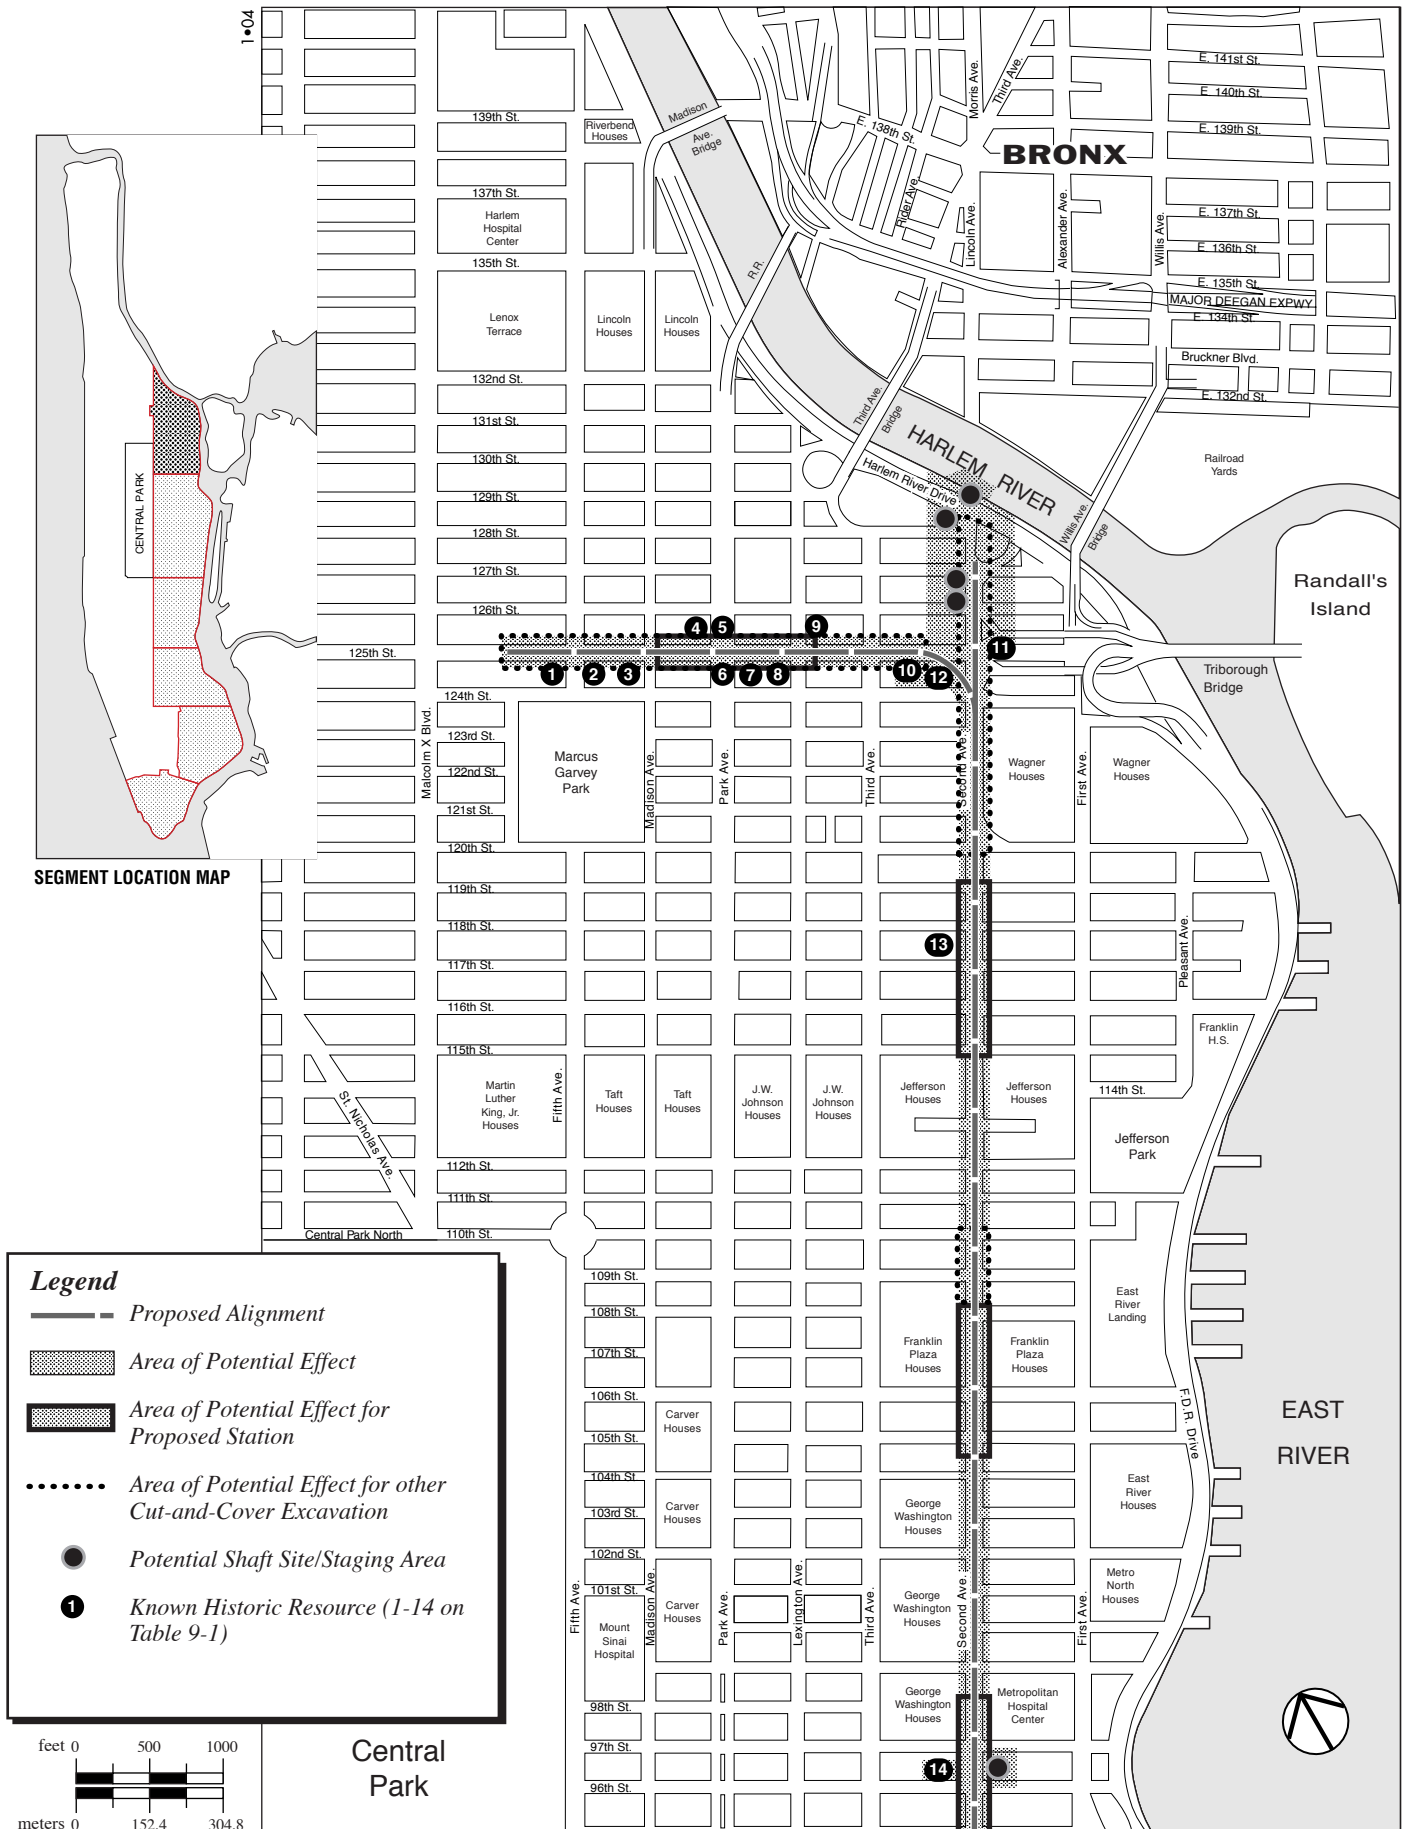 1•04
139th St.
137th St.
Harlem
Hospital
Center
135th St.
Lenox
Terrace
132nd St.
131st St.
130th St.
129th St.
128th St.
127th St.
126th St.
125th St.
124th St.
123rd St.
122nd St.
121st St.
120th St.
119th St.
118th St.
117th St.
116th St.
115th St.
112th St.
111th St.
110th St.
Central Park North
Riverbend
Houses
Madison
Ave.
Bridge
Lincoln
Houses
Lincoln
Houses
R.R.
E. 138th St.
Rider Ave.
Morris Ave.
Third Ave.
BRONX
Lincoln Ave.
Alexander Ave.
Willis Ave.
E. 141st St.
E. 140th St.
E. 139th St.
E. 137th St.
E. 136th St.
E. 135th St.
MAJOR DEEGAN EXPWY
E. 134th St.
Bruckner Blvd.
E. 132nd St.
Third Ave.
Bridge
HARLEM RIVER
Harlem River Drive
Willis Ave.
Bridge
Railroad
Yards
Randall's
Island
Triborough
Bridge
CENTRAL PARK
SEGMENT LOCATION MAP
4
5
9
1
2
3
6
7
8
10
12
11
13
14
Malcolm X Blvd.
Marcus
Garvey
Park
Madison Ave.
Park Ave.
Third Ave.
Second Ave.
Wagner
Houses
First Ave.
Wagner
Houses
Pleasant Ave.
Franklin
H.S.
114th St.
Jefferson
Park
St. Nicholas Ave.
Martin
Luther
King, Jr.
Houses
Fifth Ave.
Taft
Houses
Taft
Houses
J.W.
Johnson
Houses
J.W.
Johnson
Houses
Jefferson
Houses
Jefferson
Houses
109th St.
108th St.
107th St.
106th St.
105th St.
104th St.
103rd St.
102nd St.
101st St.
98th St.
97th St.
96th St.
Franklin
Plaza
Houses
Franklin
Plaza
Houses
East
River
Landing
F.D.R. Drive
EAST
RIVER
Carver
Houses
Carver
Houses
Carver
Houses
George
Washington
Houses
George
Washington
Houses
George
Washington
Houses
East
River
Houses
Metro
North
Houses
Metropolitan
Hospital
Center
Mount
Sinai
Hospital
Fifth Ave.
Madison Ave.
Park Ave.
Lexington Ave.
Third Ave.
Second Ave.
First Ave.
Central
Park
Legend
Proposed Alignment
Area of Potential Effect
Area of Potential Effect for
Proposed Station
Area of Potential Effect for other
Cut-and-Cover Excavation
Potential Shaft Site/Staging Area
1
Known Historic Resource (1-14 on
Table 9-1)
feet 0 500 1000
meters 0 152.4 304.8